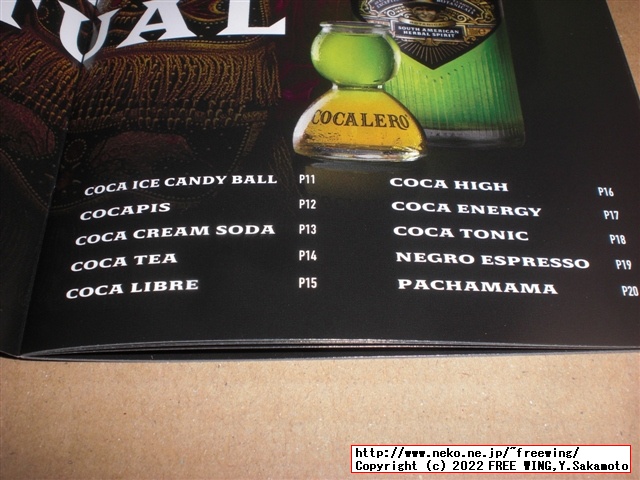 TUAL
SOUTH AMERICAN
HERBAL SPIRIT
COCALERO
COCA ICE CANDY BALL P11
COCAPIS P12
COCA CREAM SODA P13
COCA TEA P14
COCA LIBRE P15
COCA HIGH P16
COCA ENERGY P17
COCA TONIC P18
NEGRO ESPRESSO P19
PACHAMAMA P20
http://www.neko.ne.jp/~freewing/
Copyright (c) 2022 FREE WING,Y.Sakamoto